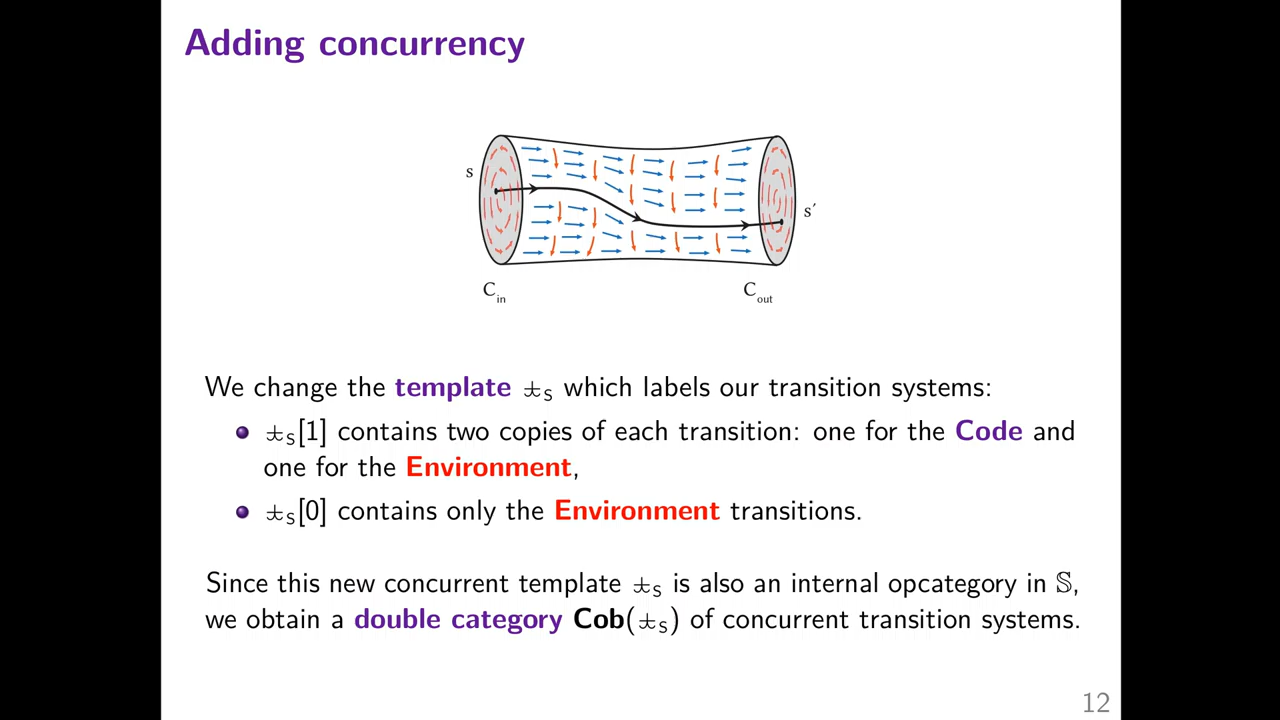 Adding concurrency
s
s′
C_in
C_out
We change the template ⨦_S which labels our transition systems:
⨦_S[1] contains two copies of each transition: one for the Code and
one for the Environment,
⨦_S[0] contains only the Environment transitions.
Since this new concurrent template ⨦_S is also an internal opcategory in 𝕊,
we obtain a double category Cob(⨦_S) of concurrent transition systems.
12